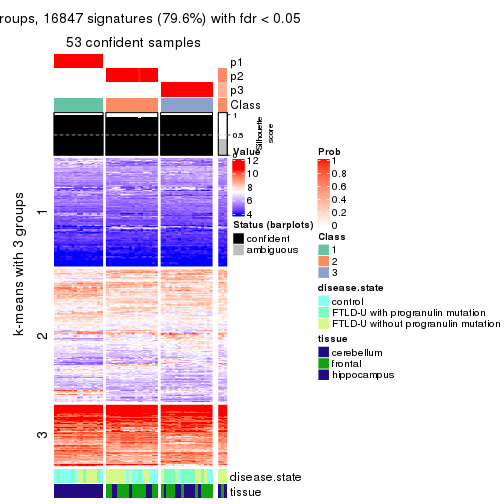 roups, 16847 signatures (79.6%) with fdr < 0.05
53 confident samples
p1
p2
p3
Class
1
0.5
0
Silhouette score
k-means with 3 groups
1
2
3
disease.state
tissue
Value
12
10
8
6
4
Status (barplots)
confident
ambiguous
Prob
1
0.8
0.6
0.4
0.2
0
Class
1
2
3
disease.state
control
FTLD-U with progranulin mutation
FTLD-U without progranulin mutation
tissue
cerebellum
frontal
hippocampus